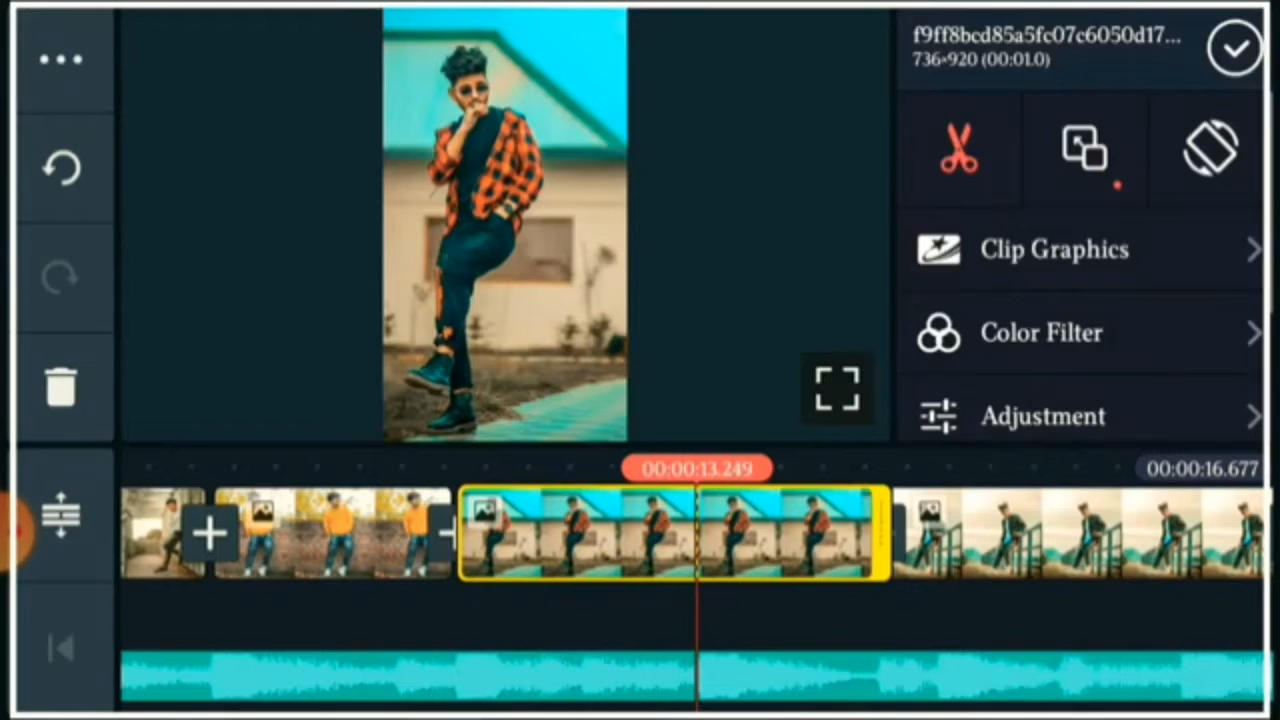 f9ff8bcd85a5fc07c6050d17...
736×920 (00:01.0)
Clip Graphics
Color Filter
Adjustment
00:00:13.249
00:00:16.677